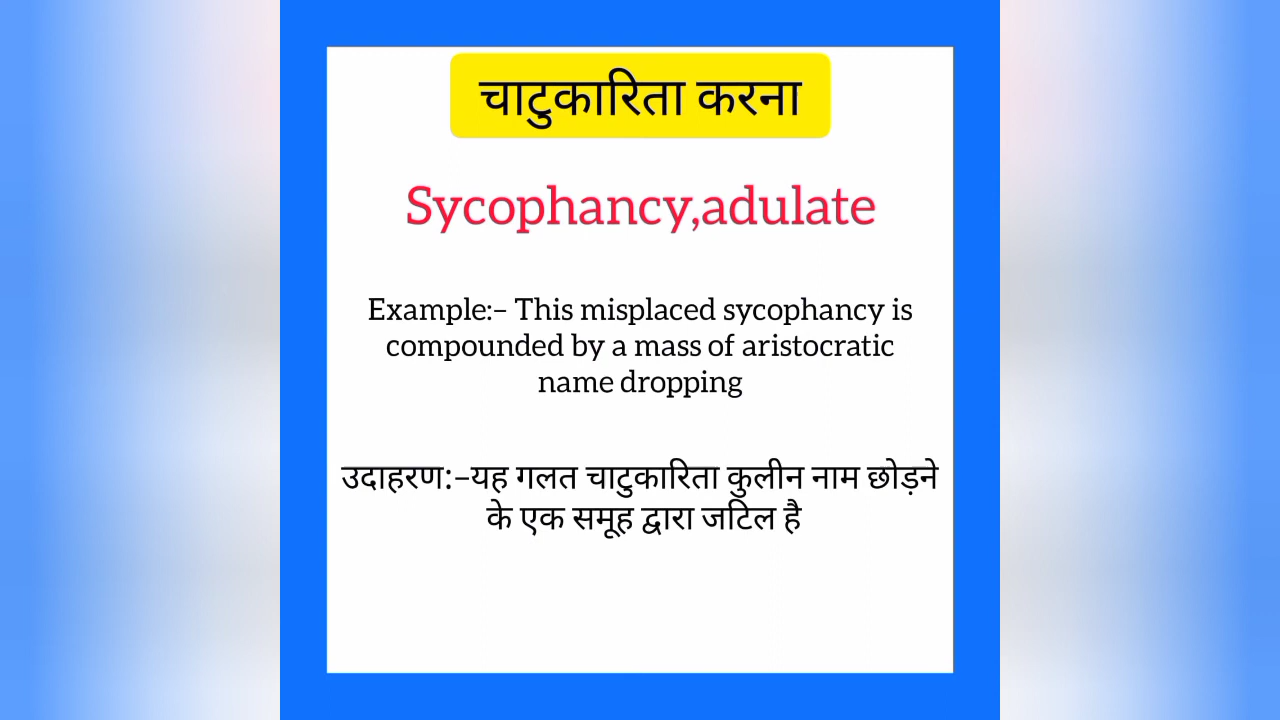 चाटुकारिता करना
Sycophancy,adulate
Example:– This misplaced sycophancy is
compounded by a mass of aristocratic
name dropping
उदाहरण:–यह गलत चाटुकारिता कुलीन नाम छोड़ने
के एक समूह द्वारा जटिल है